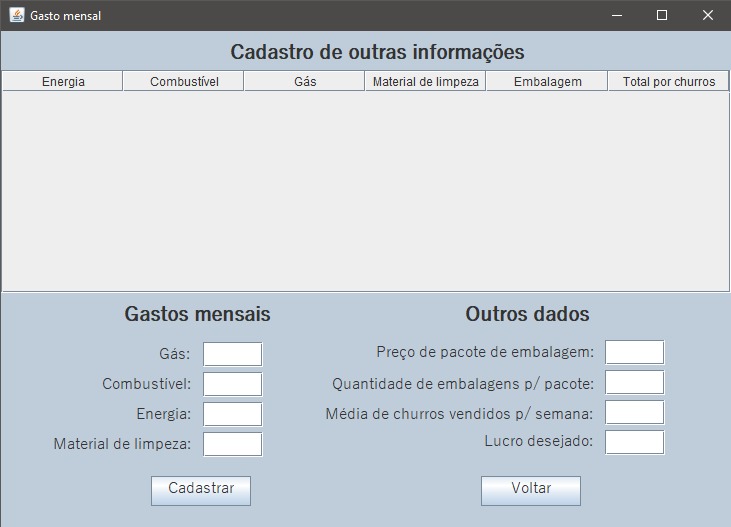 Gasto mensal
Cadastro de outras informações
Energia Combustível Gás Material de limpeza Embalagem Total por churros
Gastos mensais
Gás:
Combustível:
Energia:
Material de limpeza:
Cadastrar
Outros dados
Preço de pacote de embalagem:
Quantidade de embalagens p/ pacote:
Média de churros vendidos p/ semana:
Lucro desejado:
Voltar